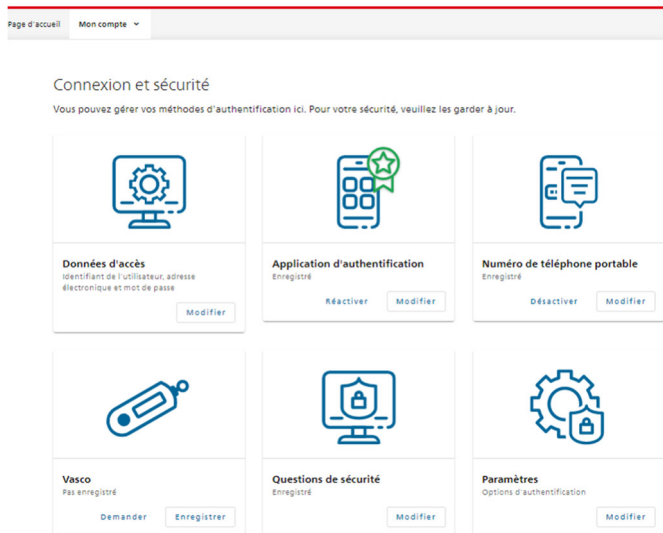 Page d'accueil
Mon compte
Connexion et sécurité
Vous pouvez gérer vos méthodes d'authentification ici. Pour votre sécurité, veuillez les garder à jour.
Données d'accès
Identifiant de l'utilisateur, adresse
électronique et mot de passe
Modifier
Application d'authentification
Enregistré
Réactiver
Modifier
Numéro de téléphone portable
Enregistré
Désactiver
Modifier
Vasco
Pas enregistré
Demander
Enregistrer
Questions de sécurité
Enregistré
Modifier
Paramètres
Options d'authentification
Modifier